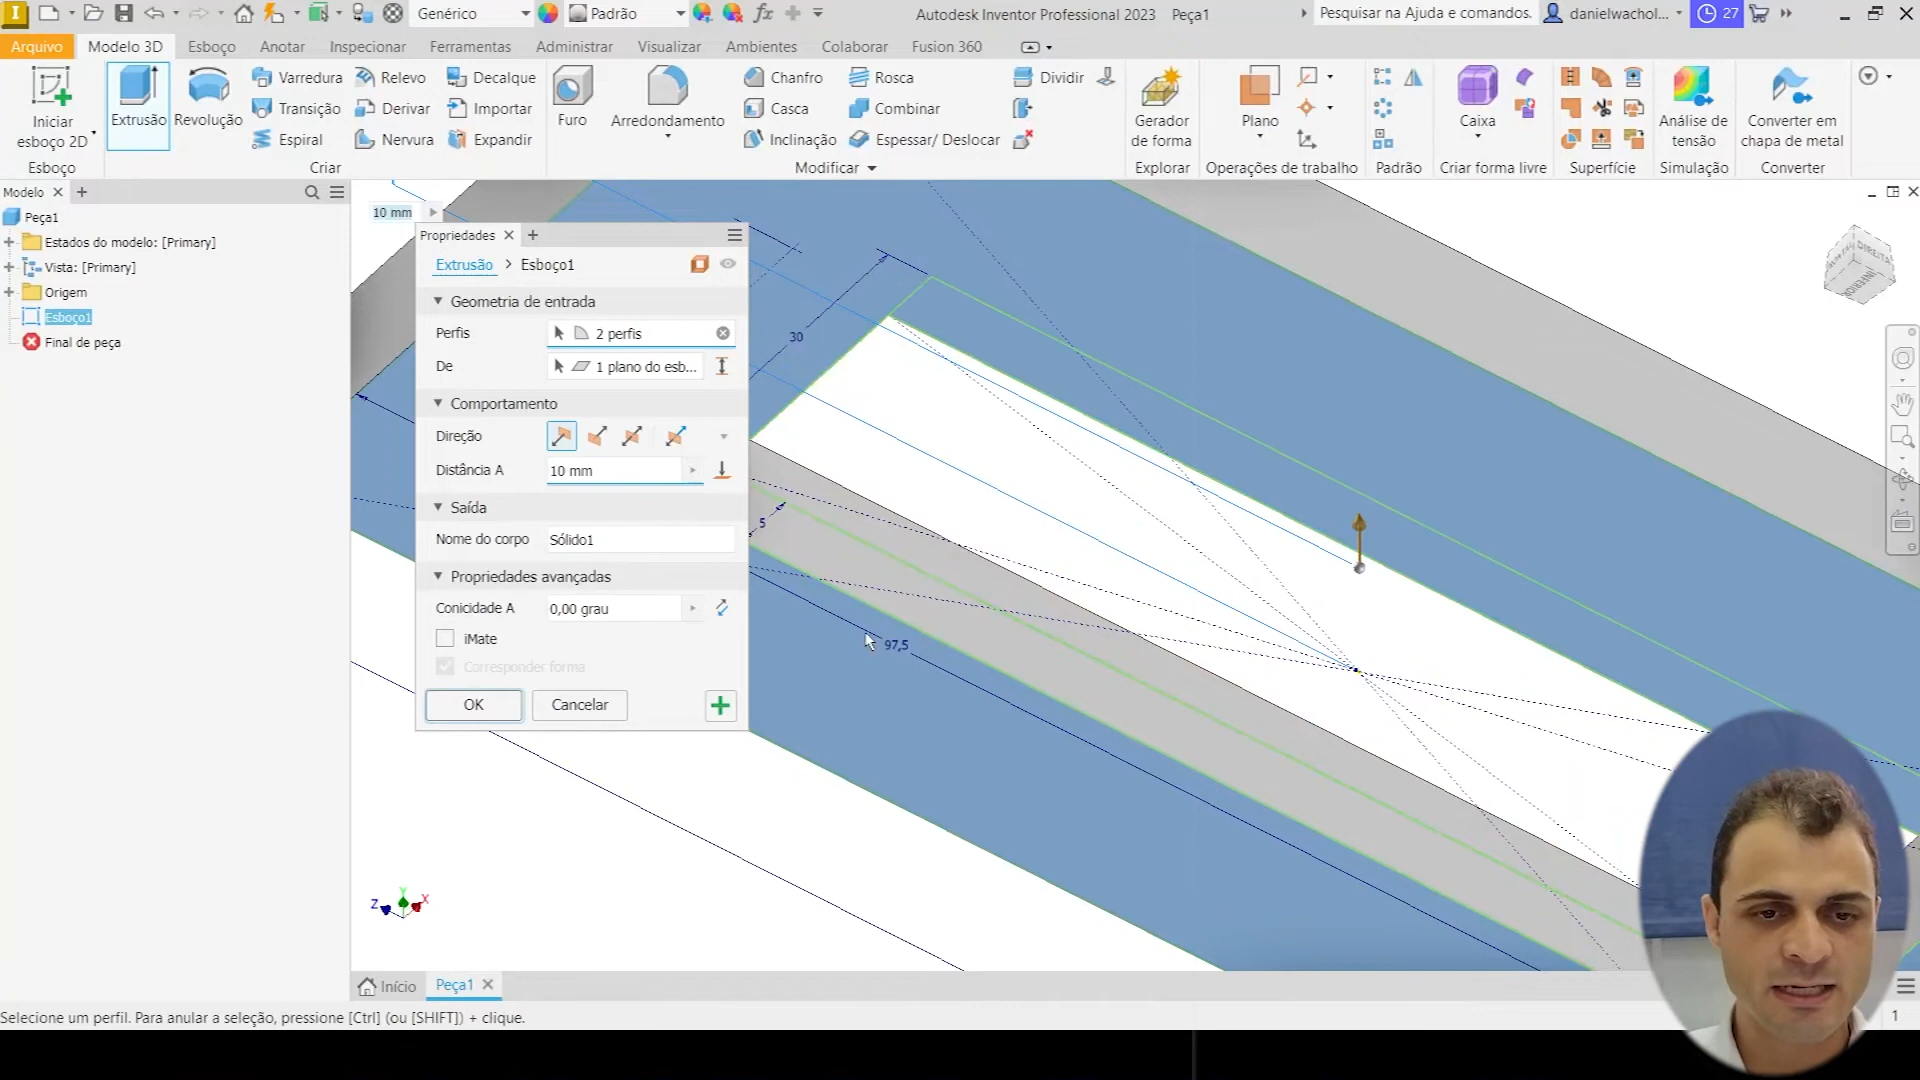 Genérico
Padrão
Autodesk Inventor Professional 2023 Peça1
Pesquisar na Ajuda e comandos.
danielwachol...
27
Arquivo
Modelo 3D
Esboço
Anotar
Inspecionar
Ferramentas
Administrar
Visualizar
Ambientes
Colaborar
Fusion 360
Iniciar
esboço 2D
Esboço
Extrusão
Revolução
Varredura
Transição
Espiral
Relevo
Derivar
Nervura
Decalque
Importar
Expandir
Criar
Furo
Arredondamento
Chanfro
Casca
Inclinação
Rosca
Combinar
Espessar/ Deslocar
Dividir
Modificar
Gerador
de forma
Explorar
Plano
Operações de trabalho
Padrão
Caixa
Criar forma livre
Superfície
Análise de
tensão
Simulação
Converter em
chapa de metal
Converter
Modelo
Peça1
Estados do modelo: [Primary]
Vista: [Primary]
Origem
Esboço1
Final de peça
10 mm
Propriedades
Extrusão > Esboço1
Geometria de entrada
Perfis
2 perfis
De
1 plano do esb...
Comportamento
Direção
Distância A
10 mm
Saída
Nome do corpo
Sólido1
Propriedades avançadas
Conicidade A
0,00 grau
iMate
Corresponder forma
OK
Cancelar
30
5
97,5
DIREITA
INFERIOR
Z
Y
X
Início
Peça1
Selecione um perfil. Para anular a seleção, pressione [Ctrl] (ou [SHIFT]) + clique.
1